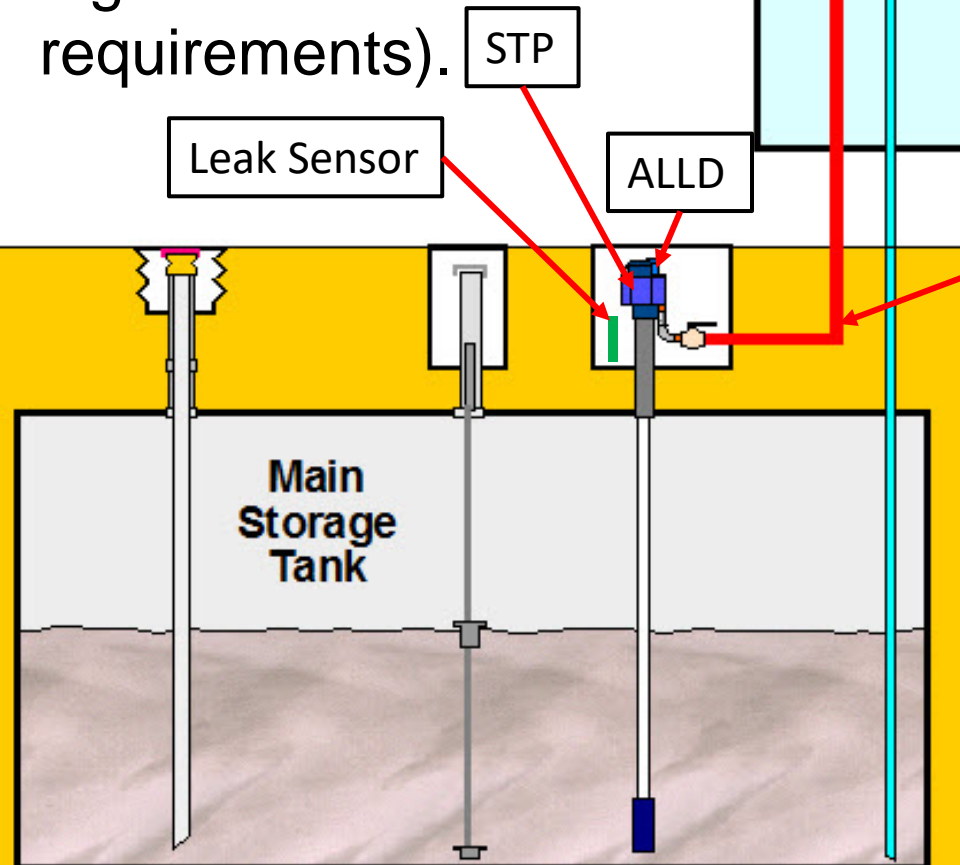 requirements).
STP
Leak Sensor
ALLD
Main
Storage
Tank